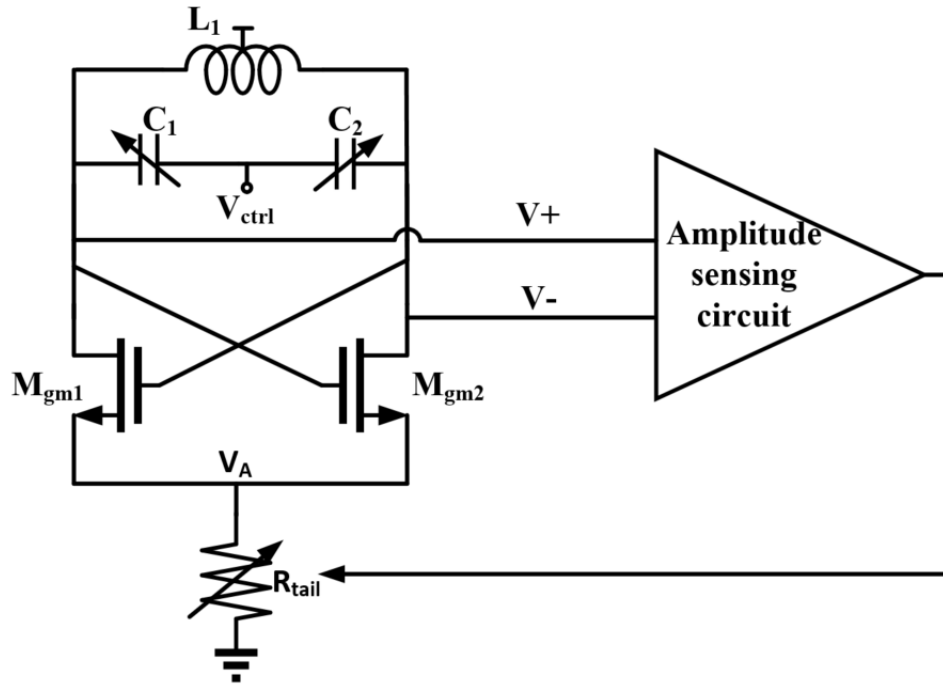 L1
C1
C2
Vctrl
V+
Amplitude
sensing
circuit
V-
Mgm1
Mgm2
VA
Rtail